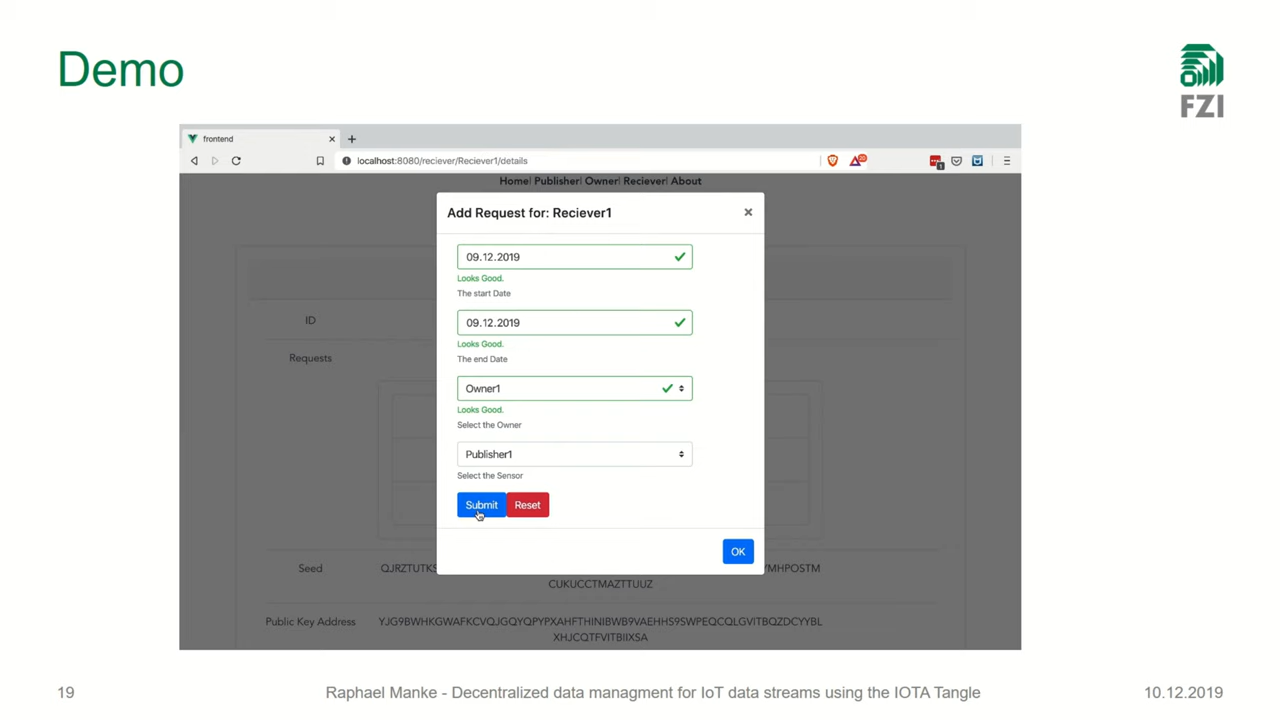 Demo
FZI
frontend
localhost:8080/reciever/Reciever1/details
Home| Publisher| Owner| Reciever| About
Add Request for: Reciever1
09.12.2019
Looks Good.
The start Date
09.12.2019
Looks Good.
The end Date
Owner1
Looks Good.
Select the Owner
Publisher1
Select the Sensor
Submit Reset
OK
ID
Requests
Seed
QJRZTUTKS
YMHPOSTM
CUKUCCTMAZTTUUZ
Public Key Address
YJG9BWHKGWAFKCVQJGQYQPYPXAHFTHINIBWB9VAEHHS9SWPEQCQLGVITBQZDCYYBL
XHJCQTFVITBIIXSA
19
Raphael Manke - Decentralized data managment for IoT data streams using the IOTA Tangle
10.12.2019